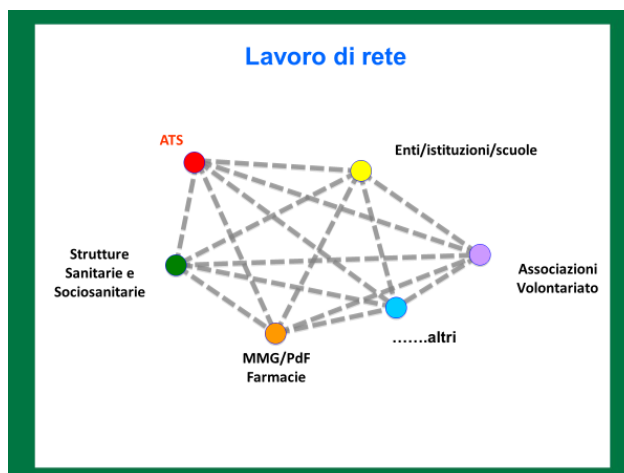 Lavoro di rete
ATS
Enti/istituzioni/scuole
Strutture
Sanitarie e
Sociosanitarie
Associazioni
Volontariato
…….altri
MMG/PdF
Farmacie